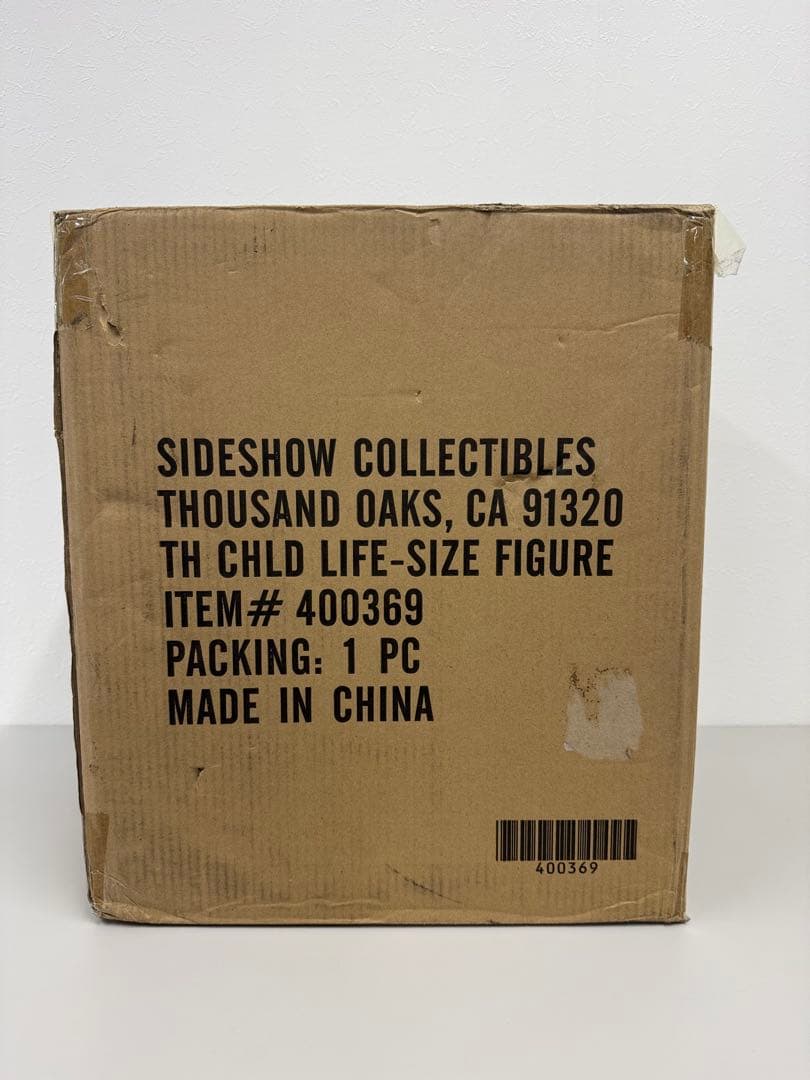 SIDESHOW COLLECTIBLES
THOUSAND OAKS, CA 91320
TH CHLD LIFE-SIZE FIGURE
ITEM# 400369
PACKING: 1 PC
MADE IN CHINA
400369